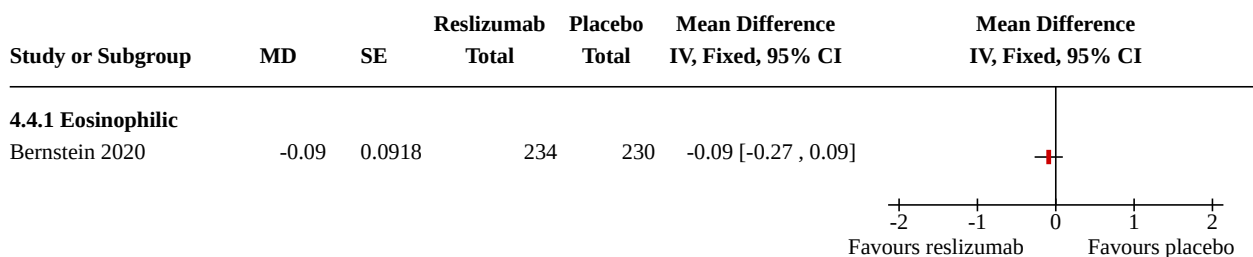 Reslizumab Placebo Mean Difference Mean Difference
Study or Subgroup MD SE Total Total IV, Fixed, 95% CI IV, Fixed, 95% CI
4.4.1 Eosinophilic
Bernstein 2020 -0.09 0.0918 234 230 -0.09 [-0.27 , 0.09]
-2 -1 0 1 2
Favours reslizumab Favours placebo